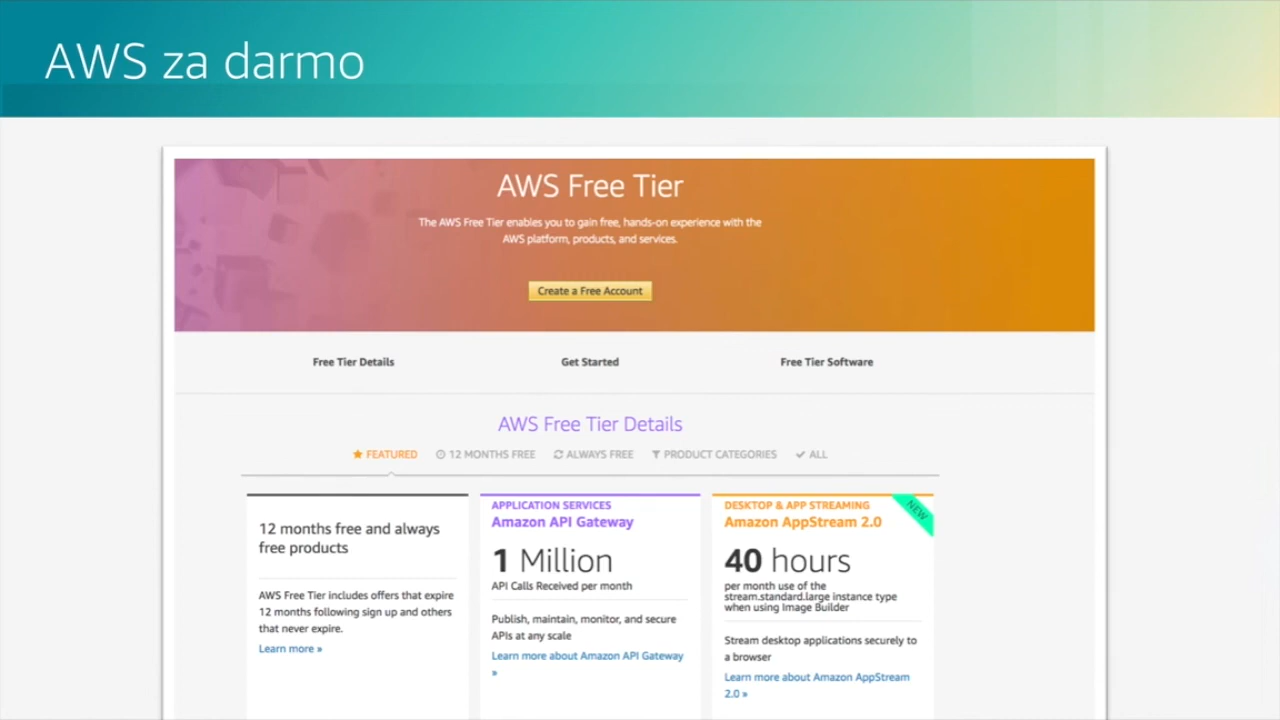 AWS za darmo
AWS Free Tier
The AWS Free Tier enables you to gain free, hands-on experience with the
AWS platform, products, and services.
Create a Free Account
Free Tier Details
Get Started
Free Tier Software
AWS Free Tier Details
FEATURED
12 MONTHS FREE
ALWAYS FREE
PRODUCT CATEGORIES
ALL
12 months free and always
free products
AWS Free Tier includes offers that expire
12 months following sign up and others
that never expire.
Learn more »
APPLICATION SERVICES
Amazon API Gateway
1 Million
API Calls Received per month
Publish, maintain, monitor, and secure
APIs at any scale
Learn more about Amazon API Gateway
»
DESKTOP & APP STREAMING
Amazon AppStream 2.0
NEW
40 hours
per month use of the
stream.standard.large instance type
when using Image Builder
Stream desktop applications securely to
a browser
Learn more about Amazon AppStream
2.0 »